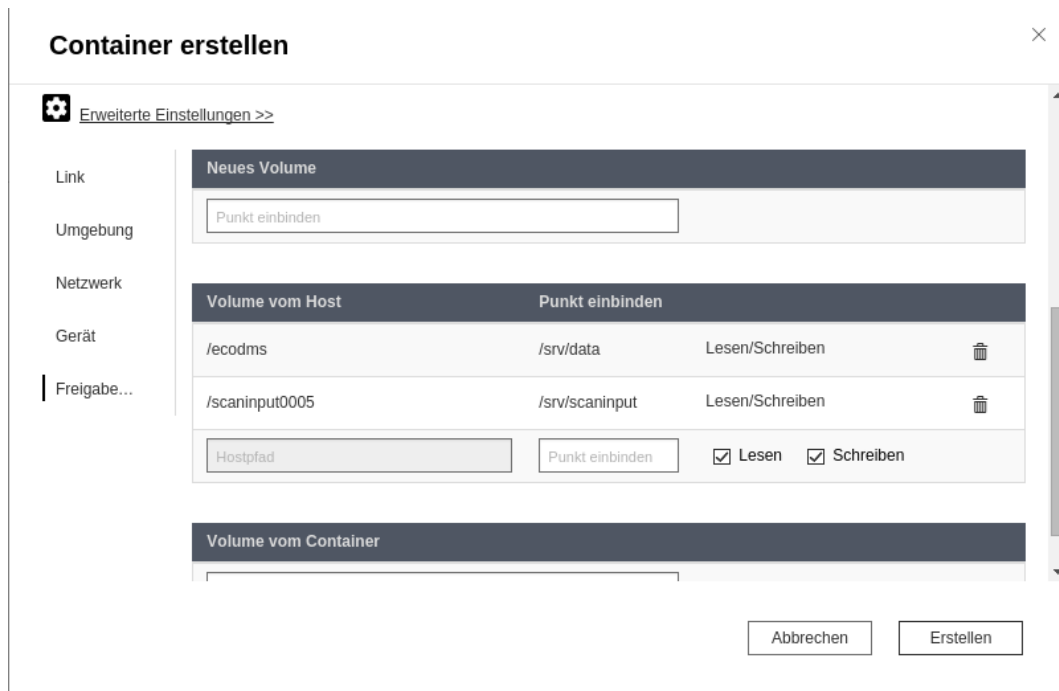 Container erstellen
Erweiterte Einstellungen >>
Link
Umgebung
Netzwerk
Gerät
Freigabe...
Neues Volume
Punkt einbinden
Volume vom Host Punkt einbinden
/ecodms /srv/data Lesen/Schreiben
/scaninput0005 /srv/scaninput Lesen/Schreiben
Hostpfad Punkt einbinden Lesen Schreiben
Volume vom Container
Abbrechen Erstellen